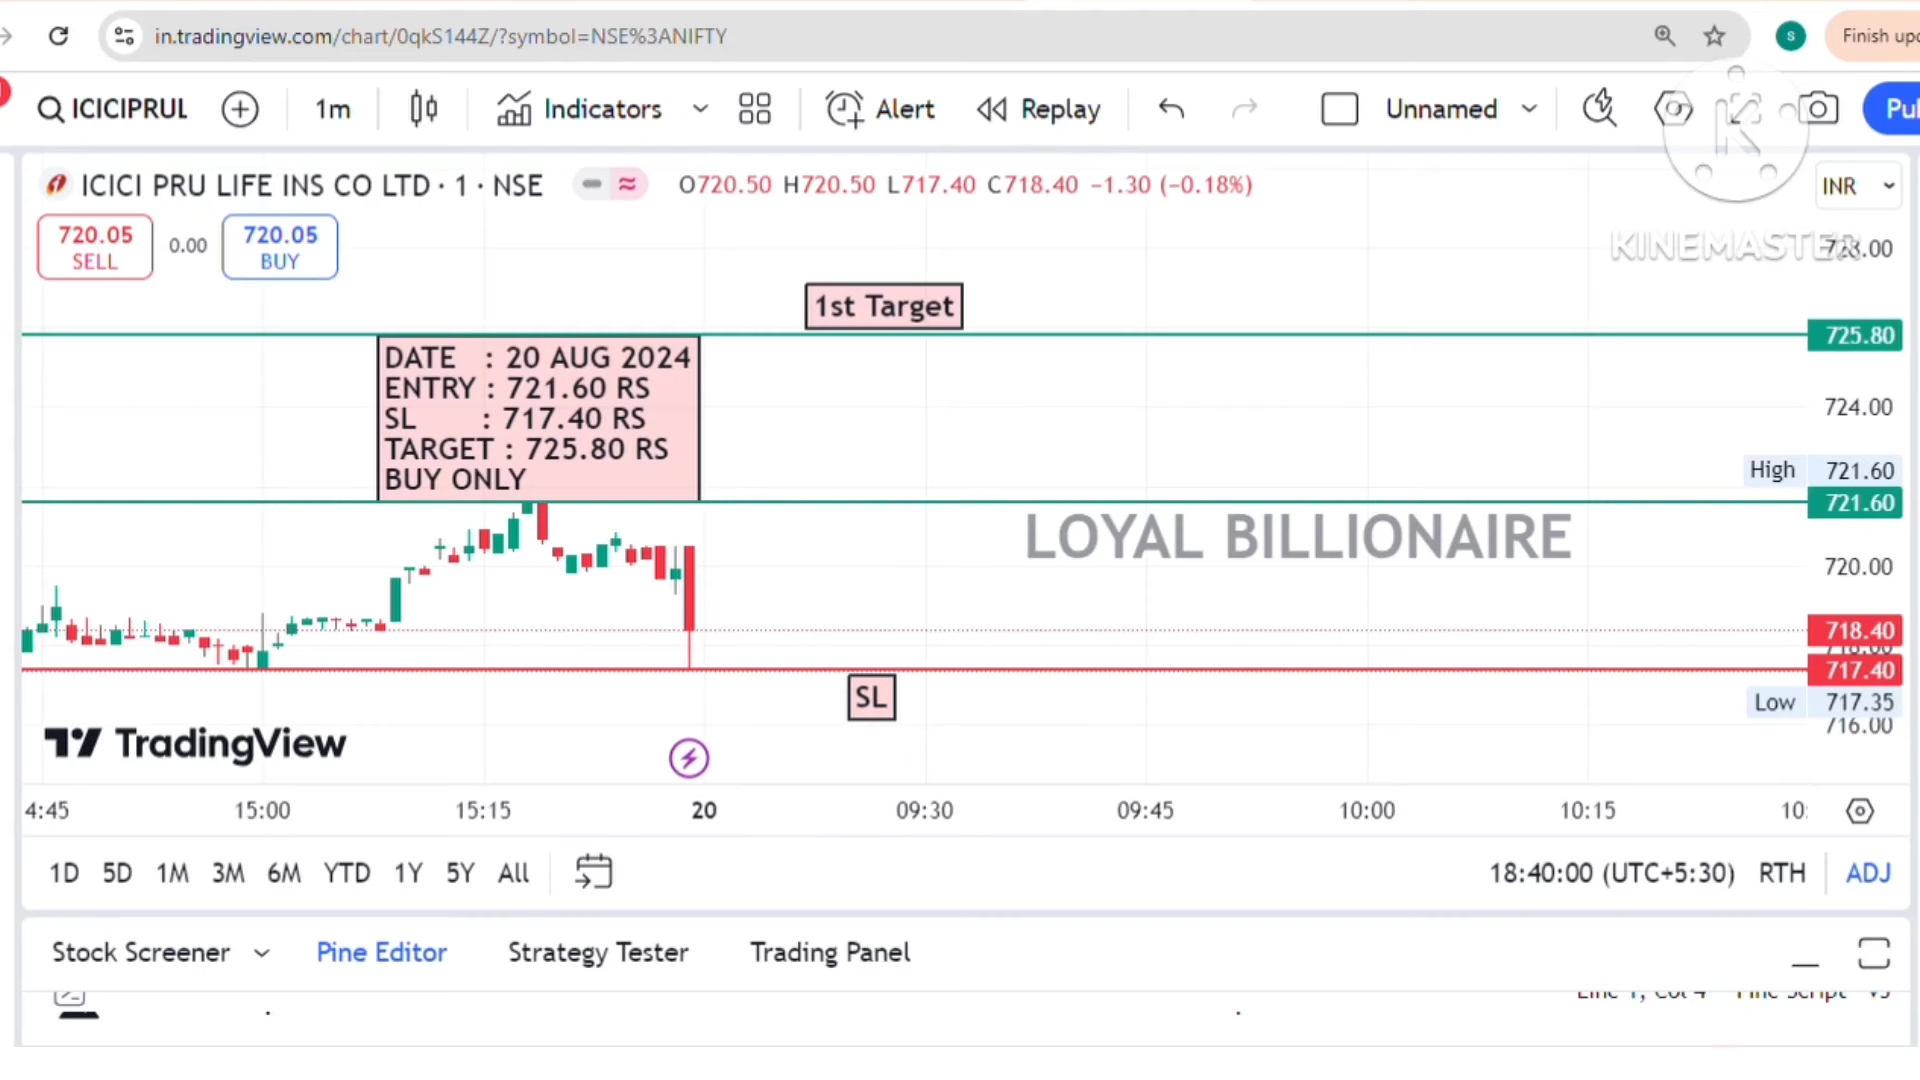 in.tradingview.com/chart/0qkS144Z/?symbol=NSE%3ANIFTY
S
Finish
ICICIPRUL
1m
Indicators
Alert
Replay
Unnamed
ICICI PRU LIFE INS CO LTD · 1 · NSE
O720.50 H720.50 L717.40 C718.40 −1.30 (−0.18%)
INR
720.05
SELL
0.00
720.05
BUY
K
KINEMASTER
728.00
1st Target
725.80
DATE : 20 AUG 2024
ENTRY : 721.60 RS
SL : 717.40 RS
TARGET : 725.80 RS
BUY ONLY
724.00
High 721.60
721.60
LOYAL BILLIONAIRE
720.00
718.40
717.40
SL
Low 717.35
716.00
TradingView
4:45 15:00 15:15 20 09:30 09:45 10:00 10:15 10:
1D 5D 1M 3M 6M YTD 1Y 5Y All
18:40:00 (UTC+5:30) RTH ADJ
Stock Screener Pine Editor Strategy Tester Trading Panel